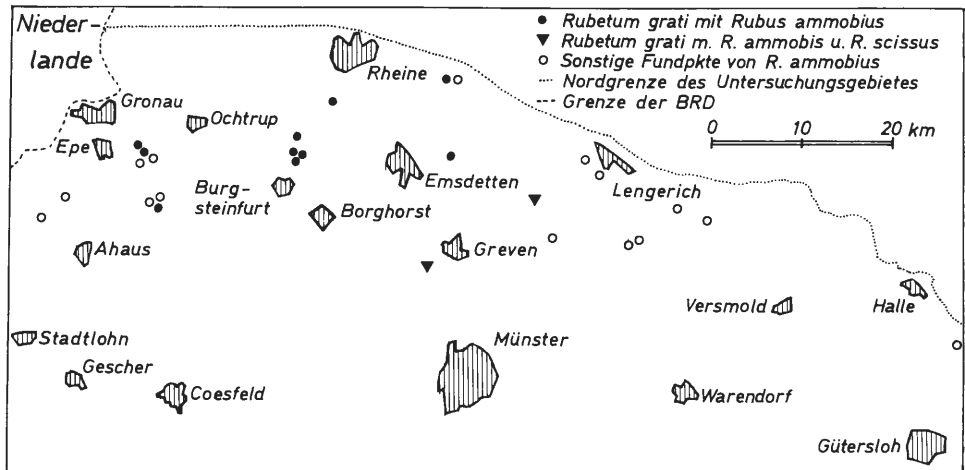 Nieder-
lande
● Rubetum grati mit Rubus ammobius
▼ Rubetum grati m. R. ammobis u. R. scissus
○ Sonstige Fundpkte von R. ammobius
Nordgrenze des Untersuchungsgebietes
Grenze der BRD
0 10 20 km
Rheine
Gronau
Ochtrup
Epe
Burg-
steinfurt
Emsdetten
Lengerich
Borghorst
Ahaus
Greven
Versmold
Halle
Stadtlohn
Münster
Gescher
Coesfeld
Warendorf
Gütersloh